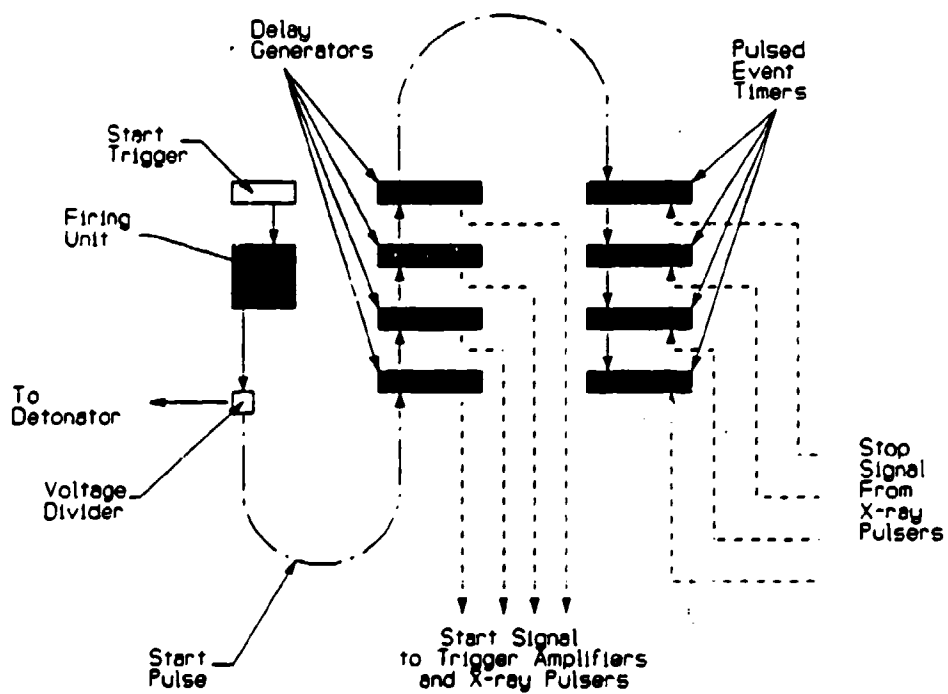 Delay
Generators
Pulsed
Event
Timers
Start
Trigger
Firing
Unit
To
Detonator
Voltage
Divider
Stop
Signal
From
X-ray
Pulsers
Start
Pulse
Start Signal
to Trigger Amplifiers
and X-ray Pulsers